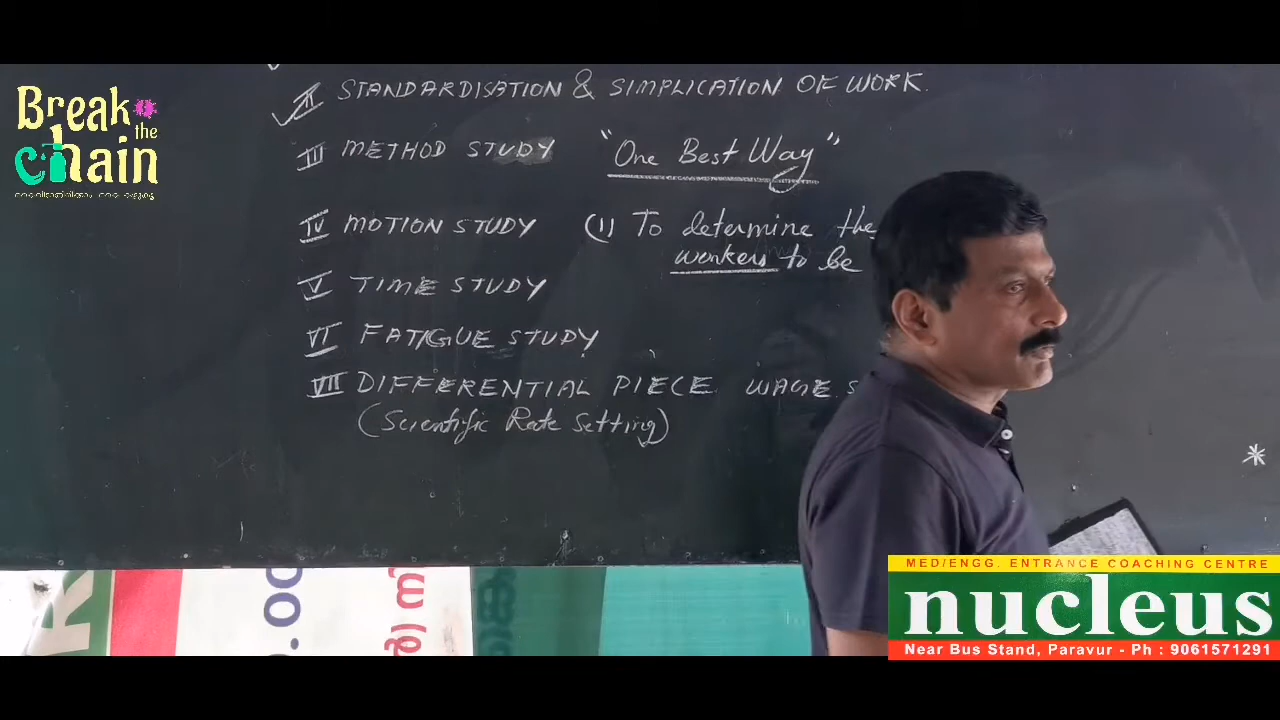 Break
the
chain
II STANDARDISATION & SIMPLICATION OF WORK.
III METHOD STUDY "One Best Way"
IV MOTION STUDY (1) To determine the
workers to be
V TIME STUDY
VI FATIGUE STUDY
VII DIFFERENTIAL PIECE WAGE S
(Scientific Rate Setting)
MED/ENGG. ENTRANCE COACHING CENTRE
nucleus
Near Bus Stand, Paravur - Ph : 9061571291